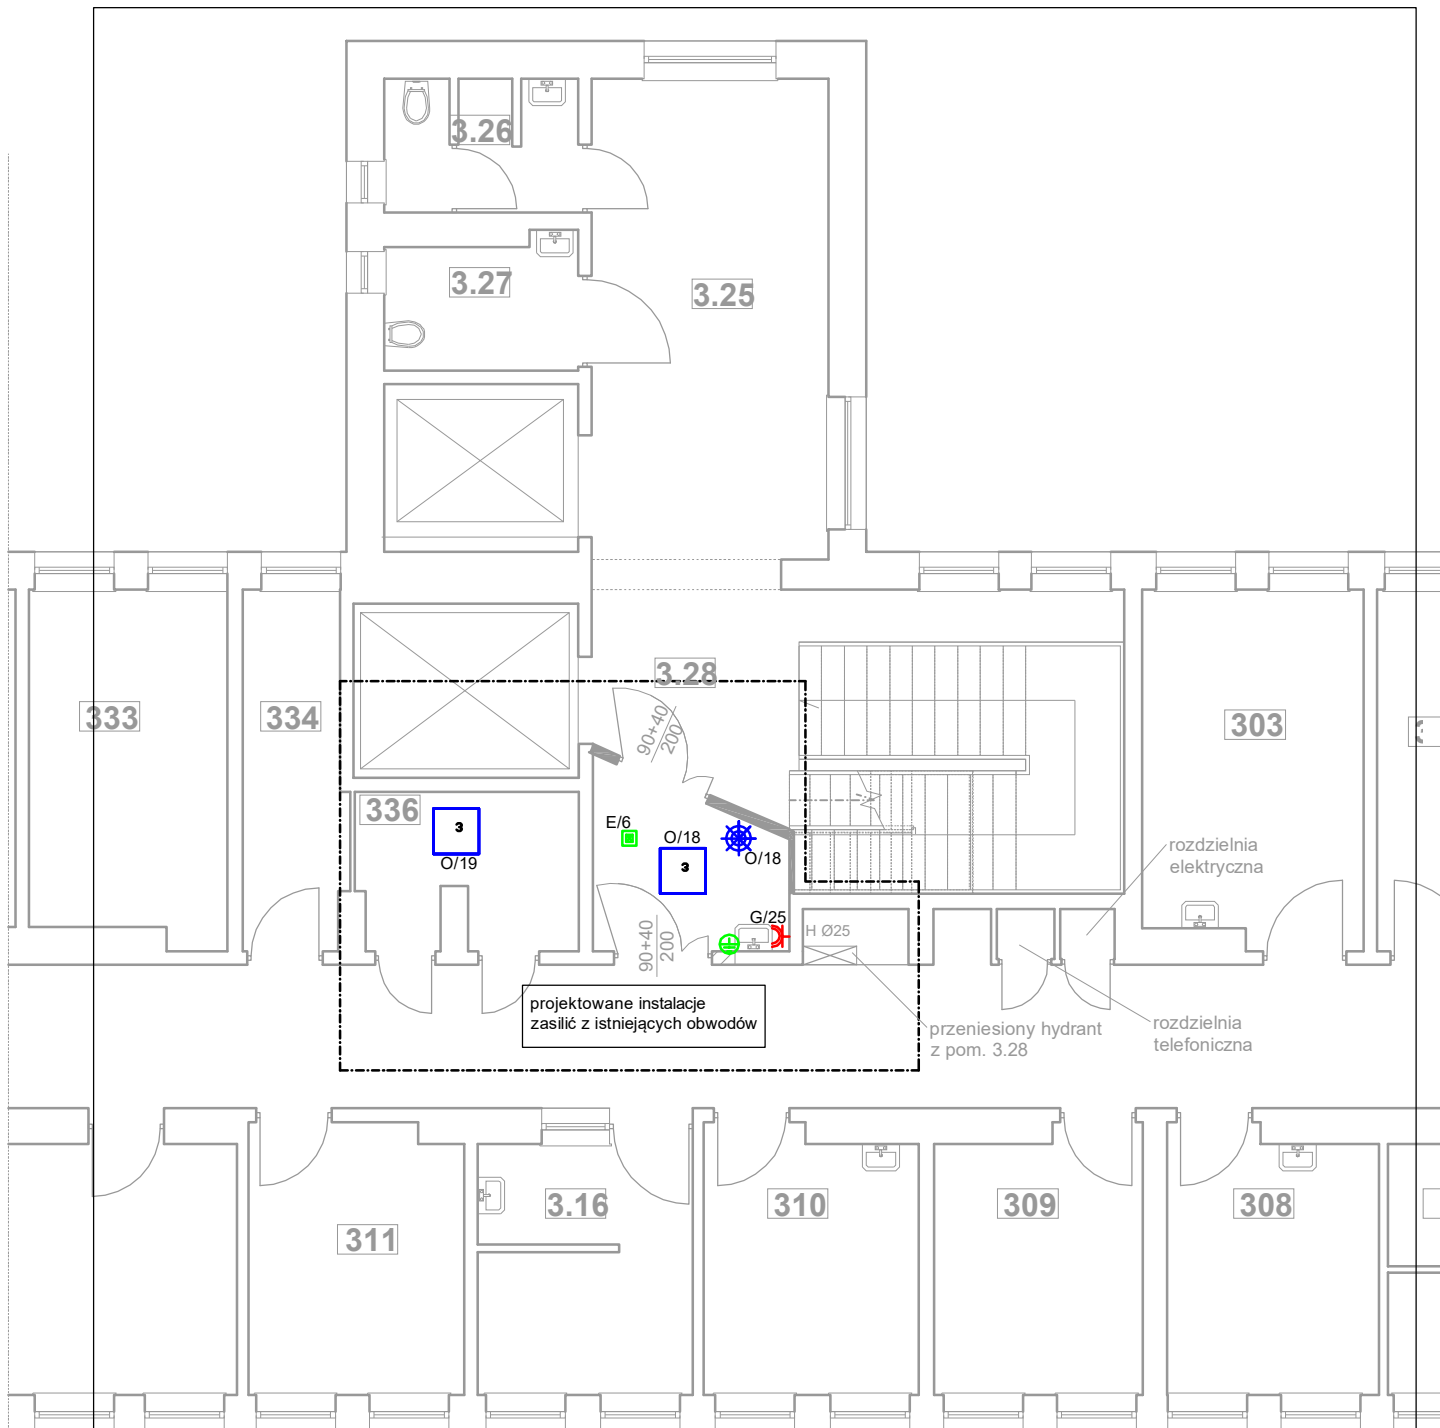 3.26
3.27
3.25
3.28
333
334
303
90+40
200
336
3
O/19
E/6
O/18
3
O/18
rozdzielnia
elektryczna
G/25
H Ø25
90+40
200
projektowane instalacje
zasilić z istniejących obwodów
przeniesiony hydrant
z pom. 3.28
rozdzielnia
telefoniczna
311
3.16
310
309
308